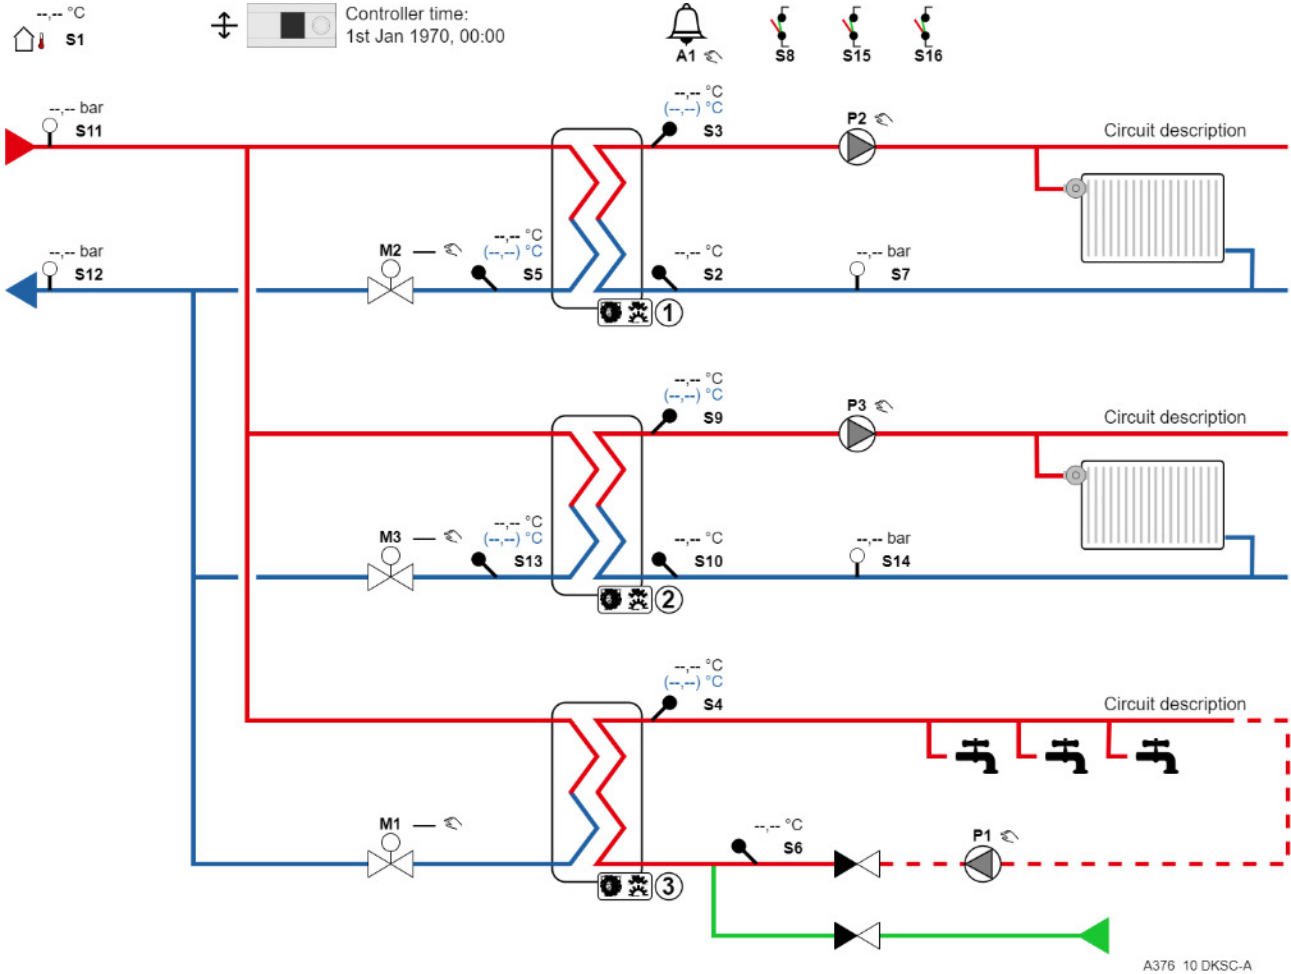 --,-- °C
S1
Controller time:
1st Jan 1970, 00:00
A1
S8
S15
S16
--,-- bar
S11
--,-- °C
(--,--) °C
S3
P2
Circuit description
--,-- bar
S12
M2
--,-- °C
(--,--) °C
S5
--,-- °C
S2
--,-- bar
S7
1
--,-- °C
(--,--) °C
S9
P3
Circuit description
M3
--,-- °C
(--,--) °C
S13
--,-- °C
S10
--,-- bar
S14
2
--,-- °C
(--,--) °C
S4
Circuit description
M1
--,-- °C
S6
P1
3
A376_10 DKSC-A